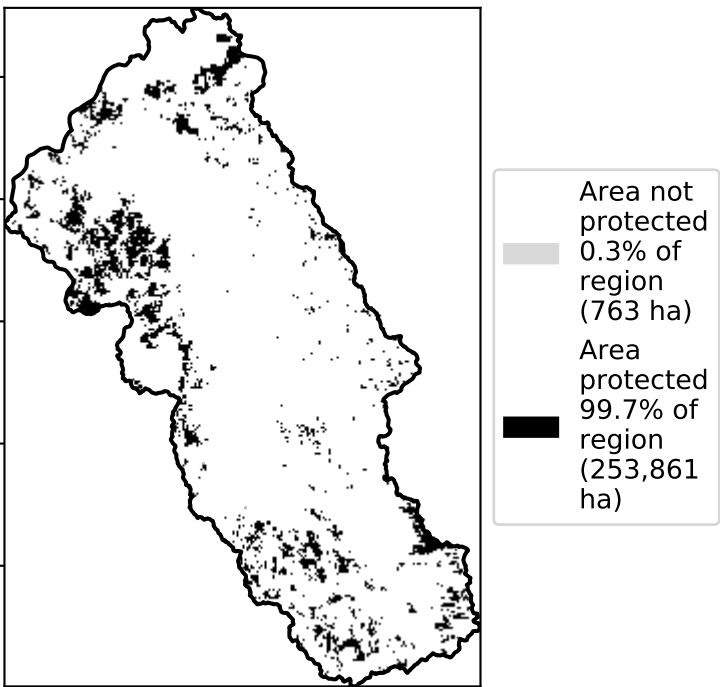 Area not
protected
0.3% of
region
(763 ha)
Area
protected
99.7% of
region
(253,861
ha)